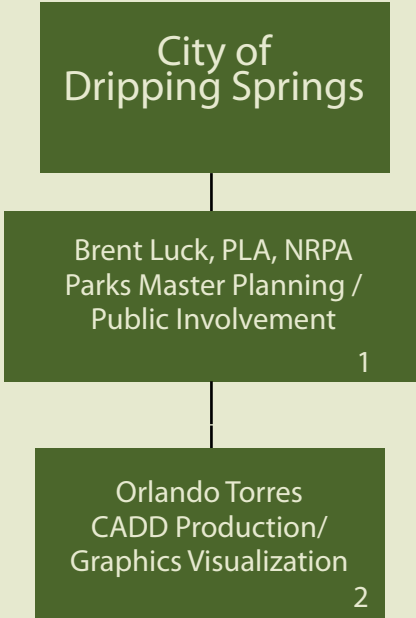 City of
Dripping Springs
Brent Luck, PLA, NRPA
Parks Master Planning /
Public Involvement
1
Orlando Torres
CADD Production/
Graphics Visualization
2